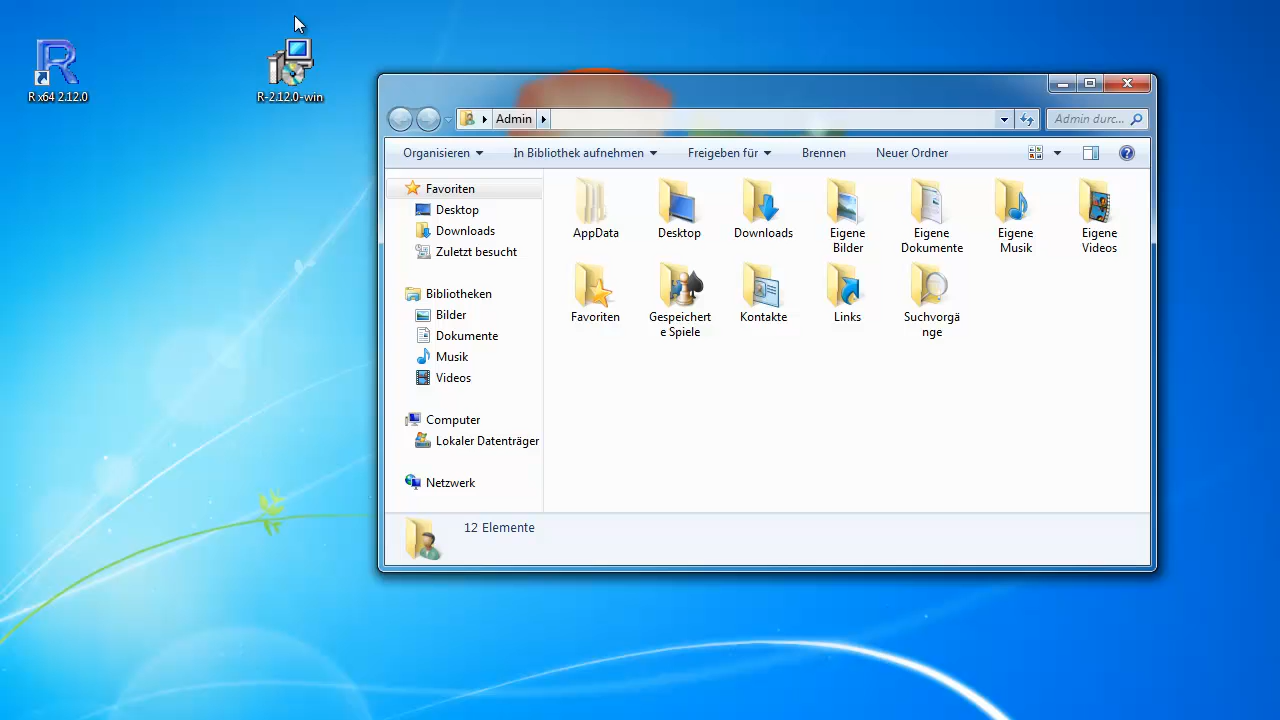 R x64 2.12.0
R-2.12.0-win
Admin
Admin durc...
Organisieren
In Bibliothek aufnehmen
Freigeben für
Brennen
Neuer Ordner
Favoriten
Desktop
Downloads
Zuletzt besucht
Bibliotheken
Bilder
Dokumente
Musik
Videos
Computer
Lokaler Datenträger
Netzwerk
AppData
Desktop
Downloads
Eigene
Bilder
Eigene
Dokumente
Eigene
Musik
Eigene
Videos
Favoriten
Gespeichert
e Spiele
Kontakte
Links
Suchvorgä
nge
12 Elemente